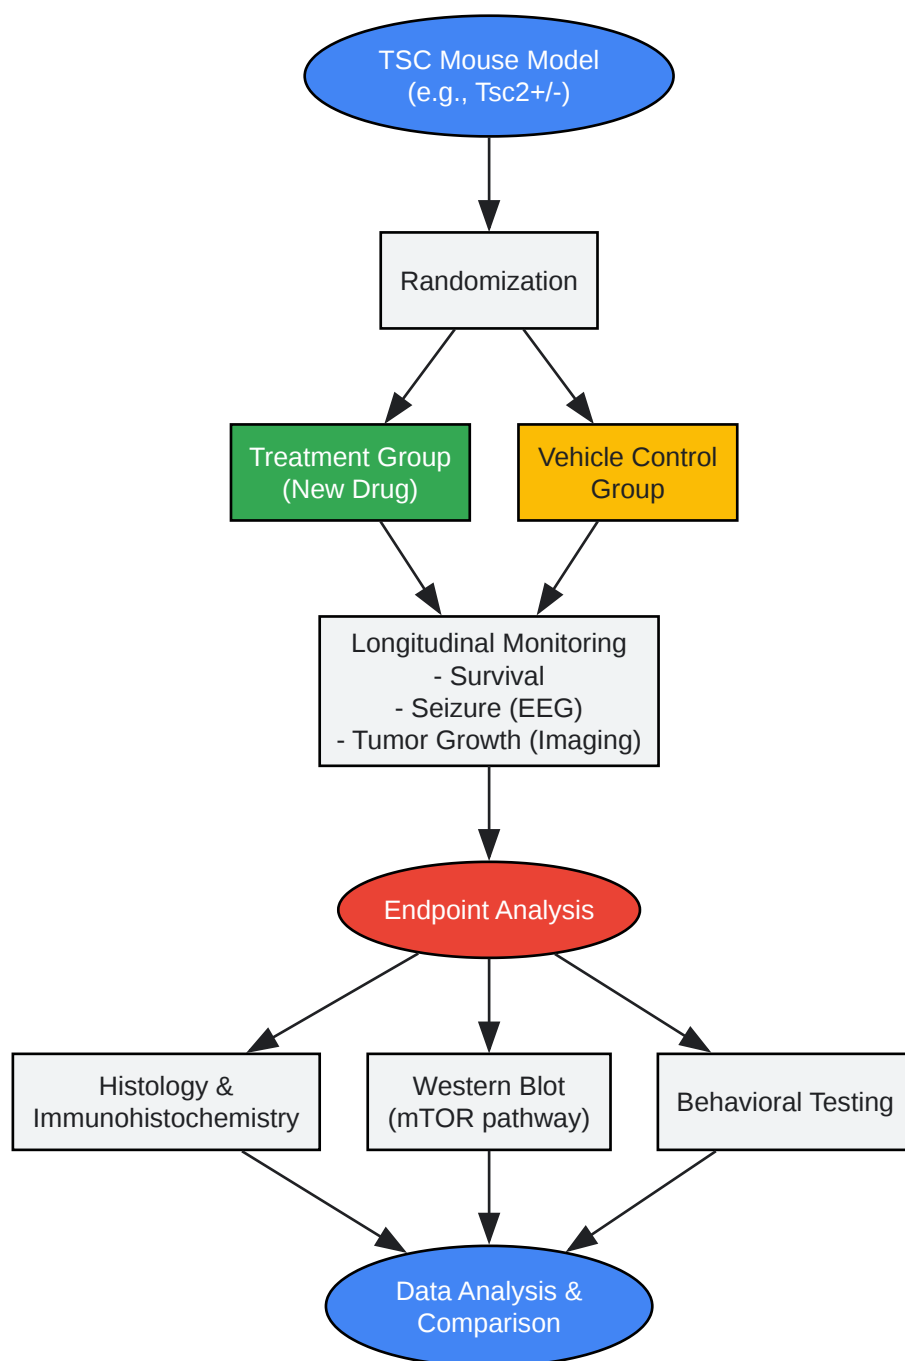 TSC Mouse Model
(e.g., Tsc2+/-)
Randomization
Treatment Group
(New Drug)
Vehicle Control
Group
Longitudinal Monitoring
- Survival
- Seizure (EEG)
- Tumor Growth (Imaging)
Endpoint Analysis
Histology &
Immunohistochemistry
Western Blot
(mTOR pathway)
Behavioral Testing
Data Analysis &
Comparison